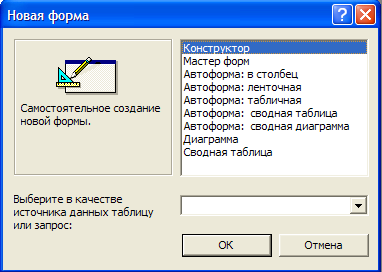 Новая форма
Самостоятельное создание
новой формы.
Конструктор
Мастер форм
Автоформа: в столбец
Автоформа: ленточная
Автоформа: табличная
Автоформа: сводная таблица
Автоформа: сводная диаграмма
Диаграмма
Сводная таблица
Выберите в качестве
источника данных таблицу
или запрос:
ОК
Отмена